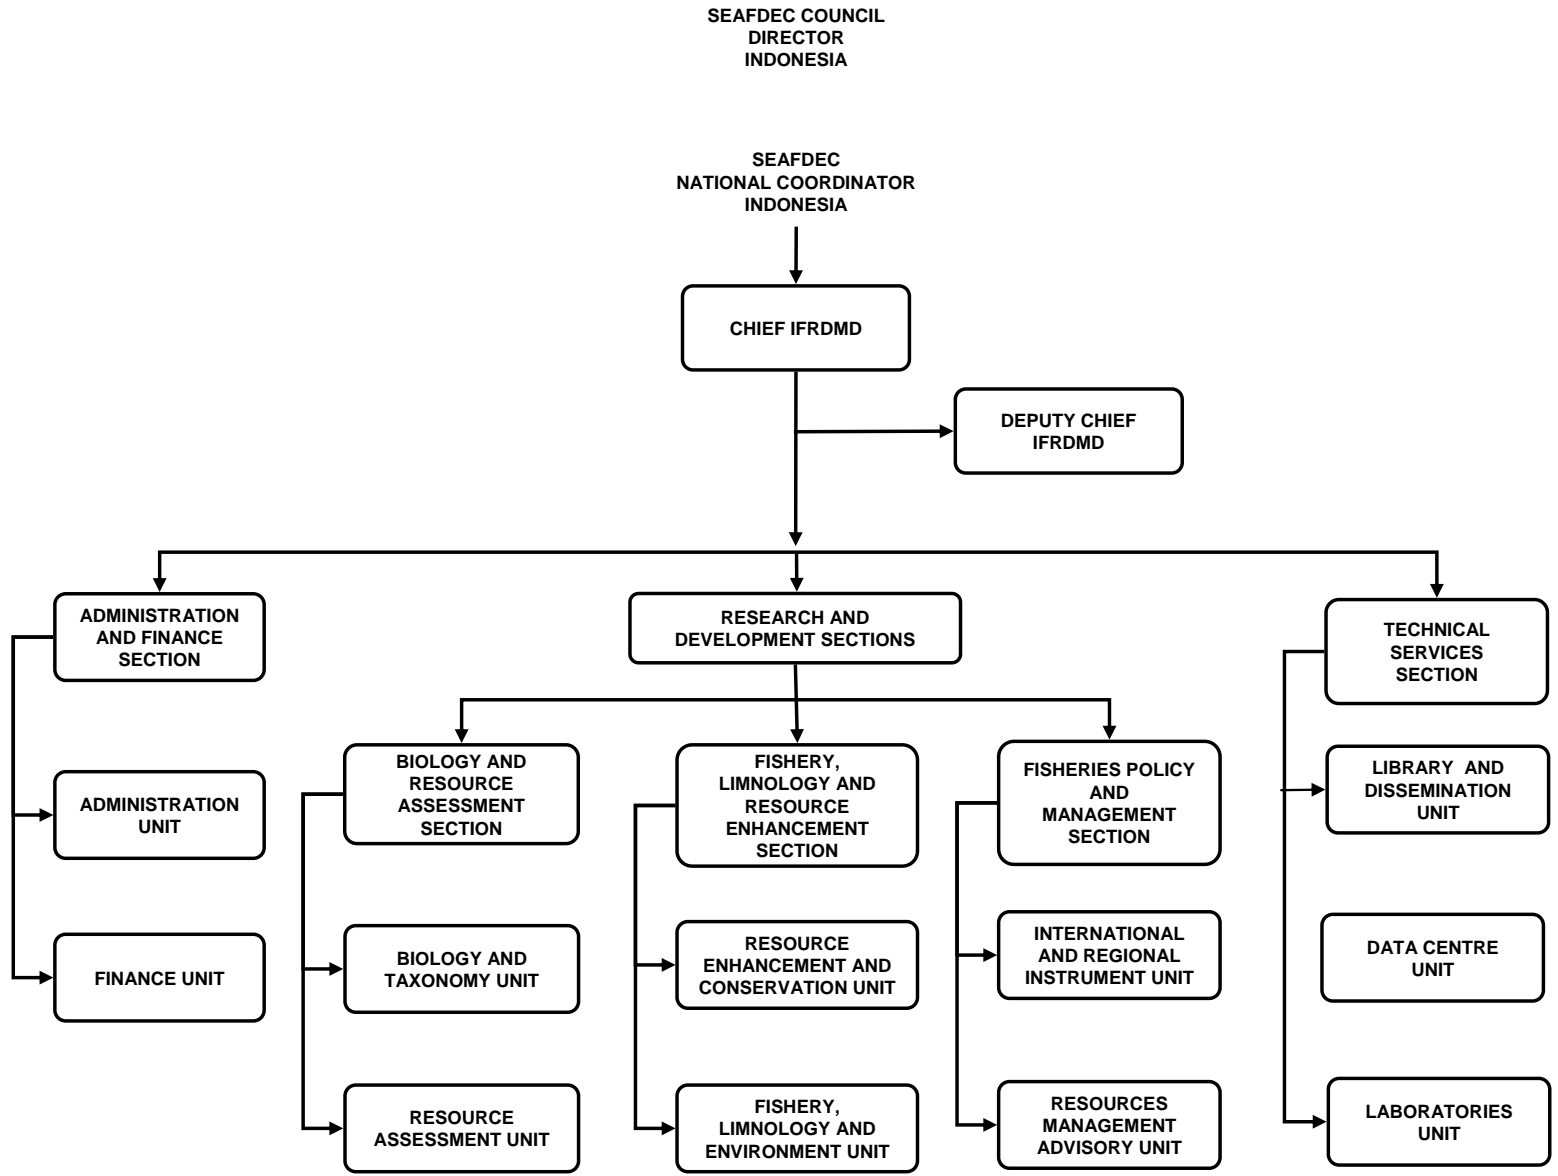 SEAFDEC COUNCIL
DIRECTOR
INDONESIA
SEAFDEC
NATIONAL COORDINATOR
INDONESIA
CHIEF IFRDMD
DEPUTY CHIEF
IFRDMD
ADMINISTRATION
AND FINANCE
SECTION
RESEARCH AND
DEVELOPMENT SECTIONS
TECHNICAL
SERVICES
SECTION
BIOLOGY AND
RESOURCE
ASSESSMENT
SECTION
FISHERY,
LIMNOLOGY AND
RESOURCE
ENHANCEMENT
SECTION
FISHERIES POLICY
AND
MANAGEMENT
SECTION
LIBRARY AND
DISSEMINATION
UNIT
ADMINISTRATION
UNIT
FINANCE UNIT
BIOLOGY AND
TAXONOMY UNIT
RESOURCE
ENHANCEMENT AND
CONSERVATION UNIT
INTERNATIONAL
AND REGIONAL
INSTRUMENT UNIT
DATA CENTRE
UNIT
RESOURCE
ASSESSMENT UNIT
FISHERY,
LIMNOLOGY AND
ENVIRONMENT UNIT
RESOURCES
MANAGEMENT
ADVISORY UNIT
LABORATORIES
UNIT